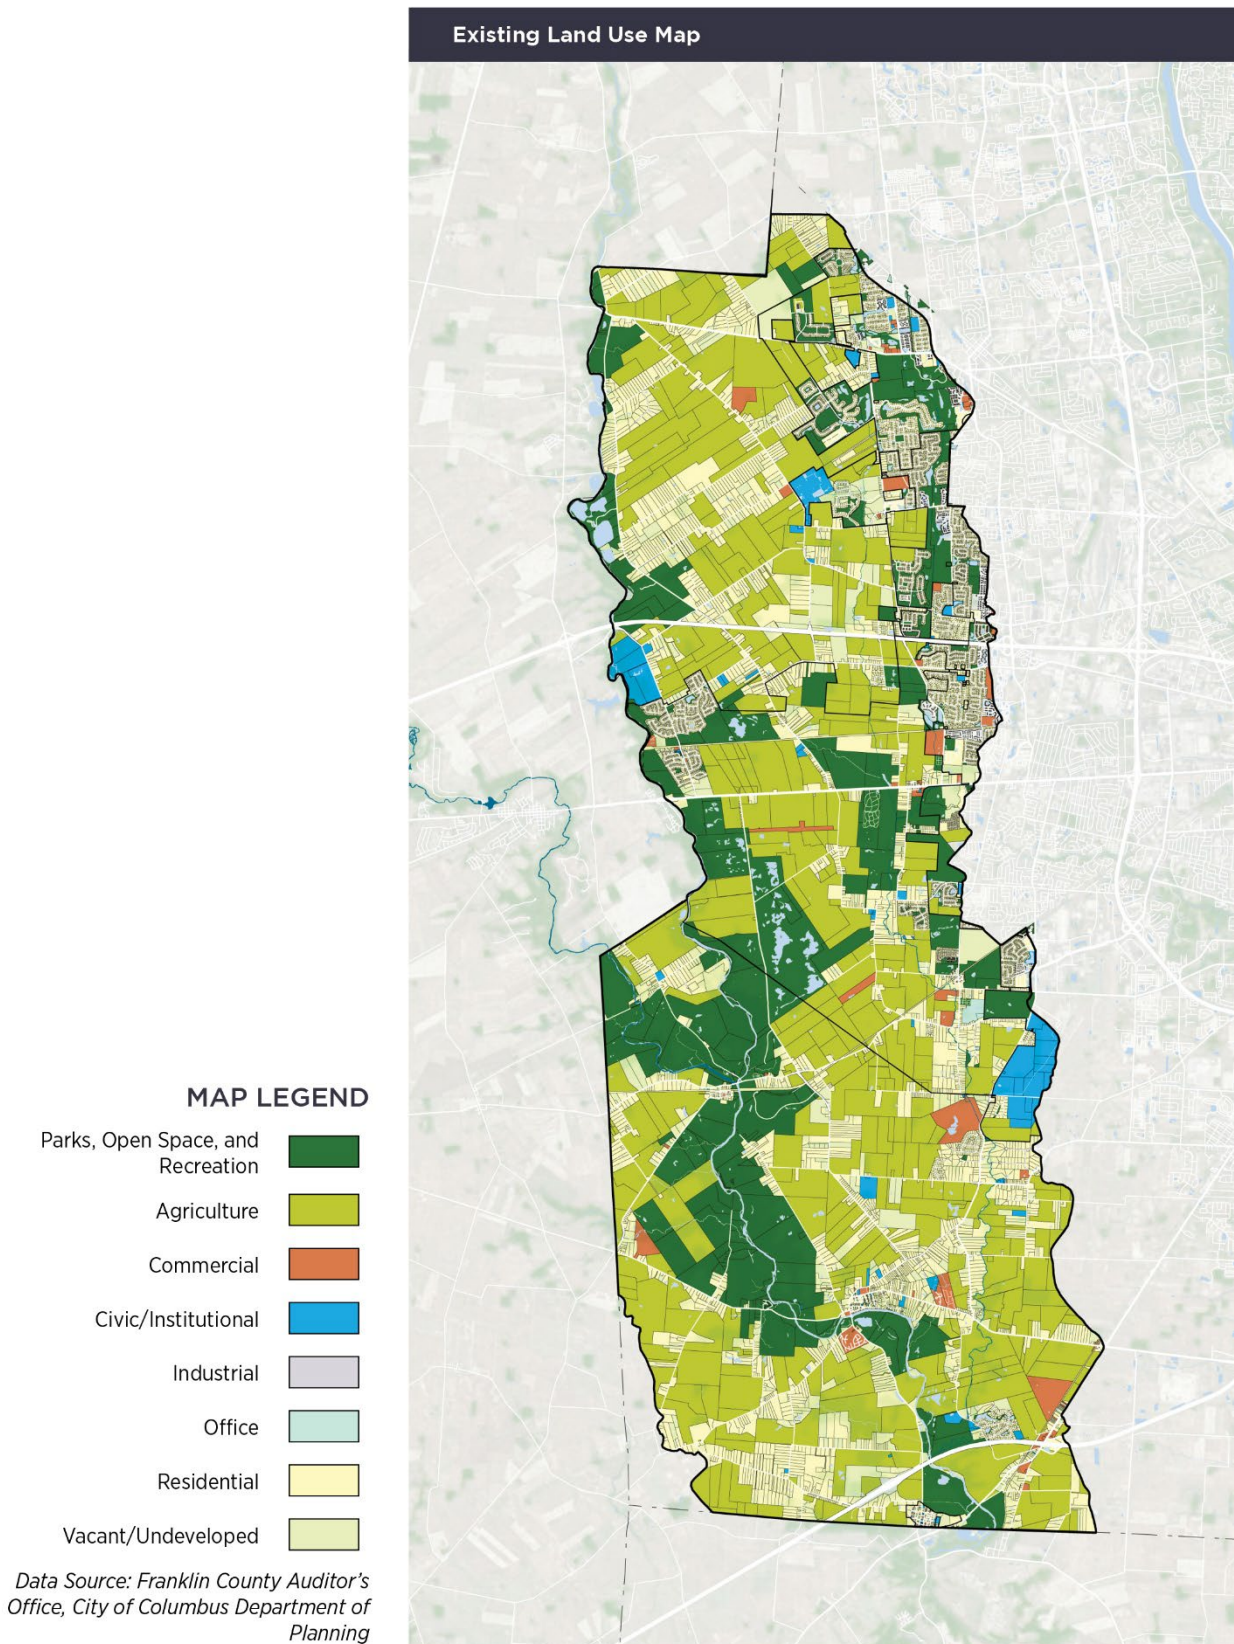 Existing Land Use Map
MAP LEGEND
Parks, Open Space, and
Recreation
Agriculture
Commercial
Civic/Institutional
Industrial
Office
Residential
Vacant/Undeveloped
Data Source: Franklin County Auditor's
Office, City of Columbus Department of
Planning